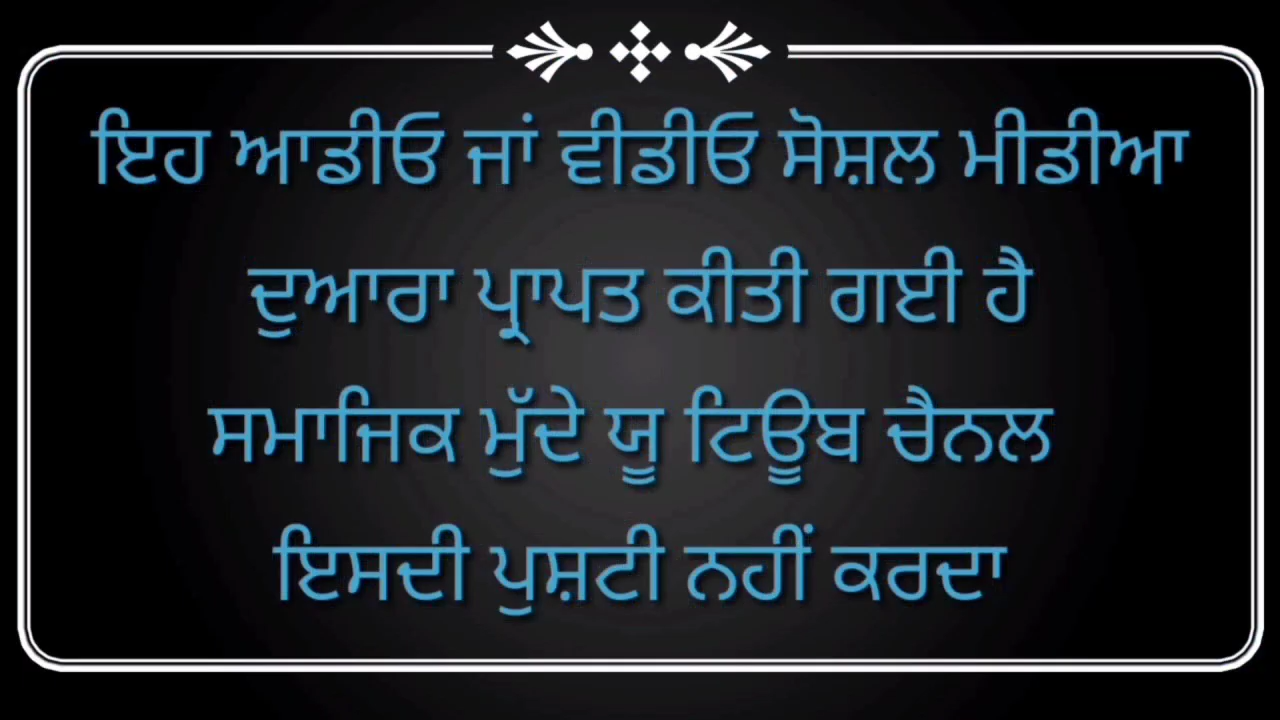 ਇਹ ਆਡੀਓ ਜਾਂ ਵੀਡੀਓ ਸੋਸ਼ਲ ਮੀਡੀਆ
ਦੁਆਰਾ ਪ੍ਰਾਪਤ ਕੀਤੀ ਗਈ ਹੈ
ਸਮਾਜਿਕ ਮੁੱਦੇ ਯੂ ਟਿਊਬ ਚੈਨਲ
ਇਸਦੀ ਪੁਸ਼ਟੀ ਨਹੀਂ ਕਰਦਾ